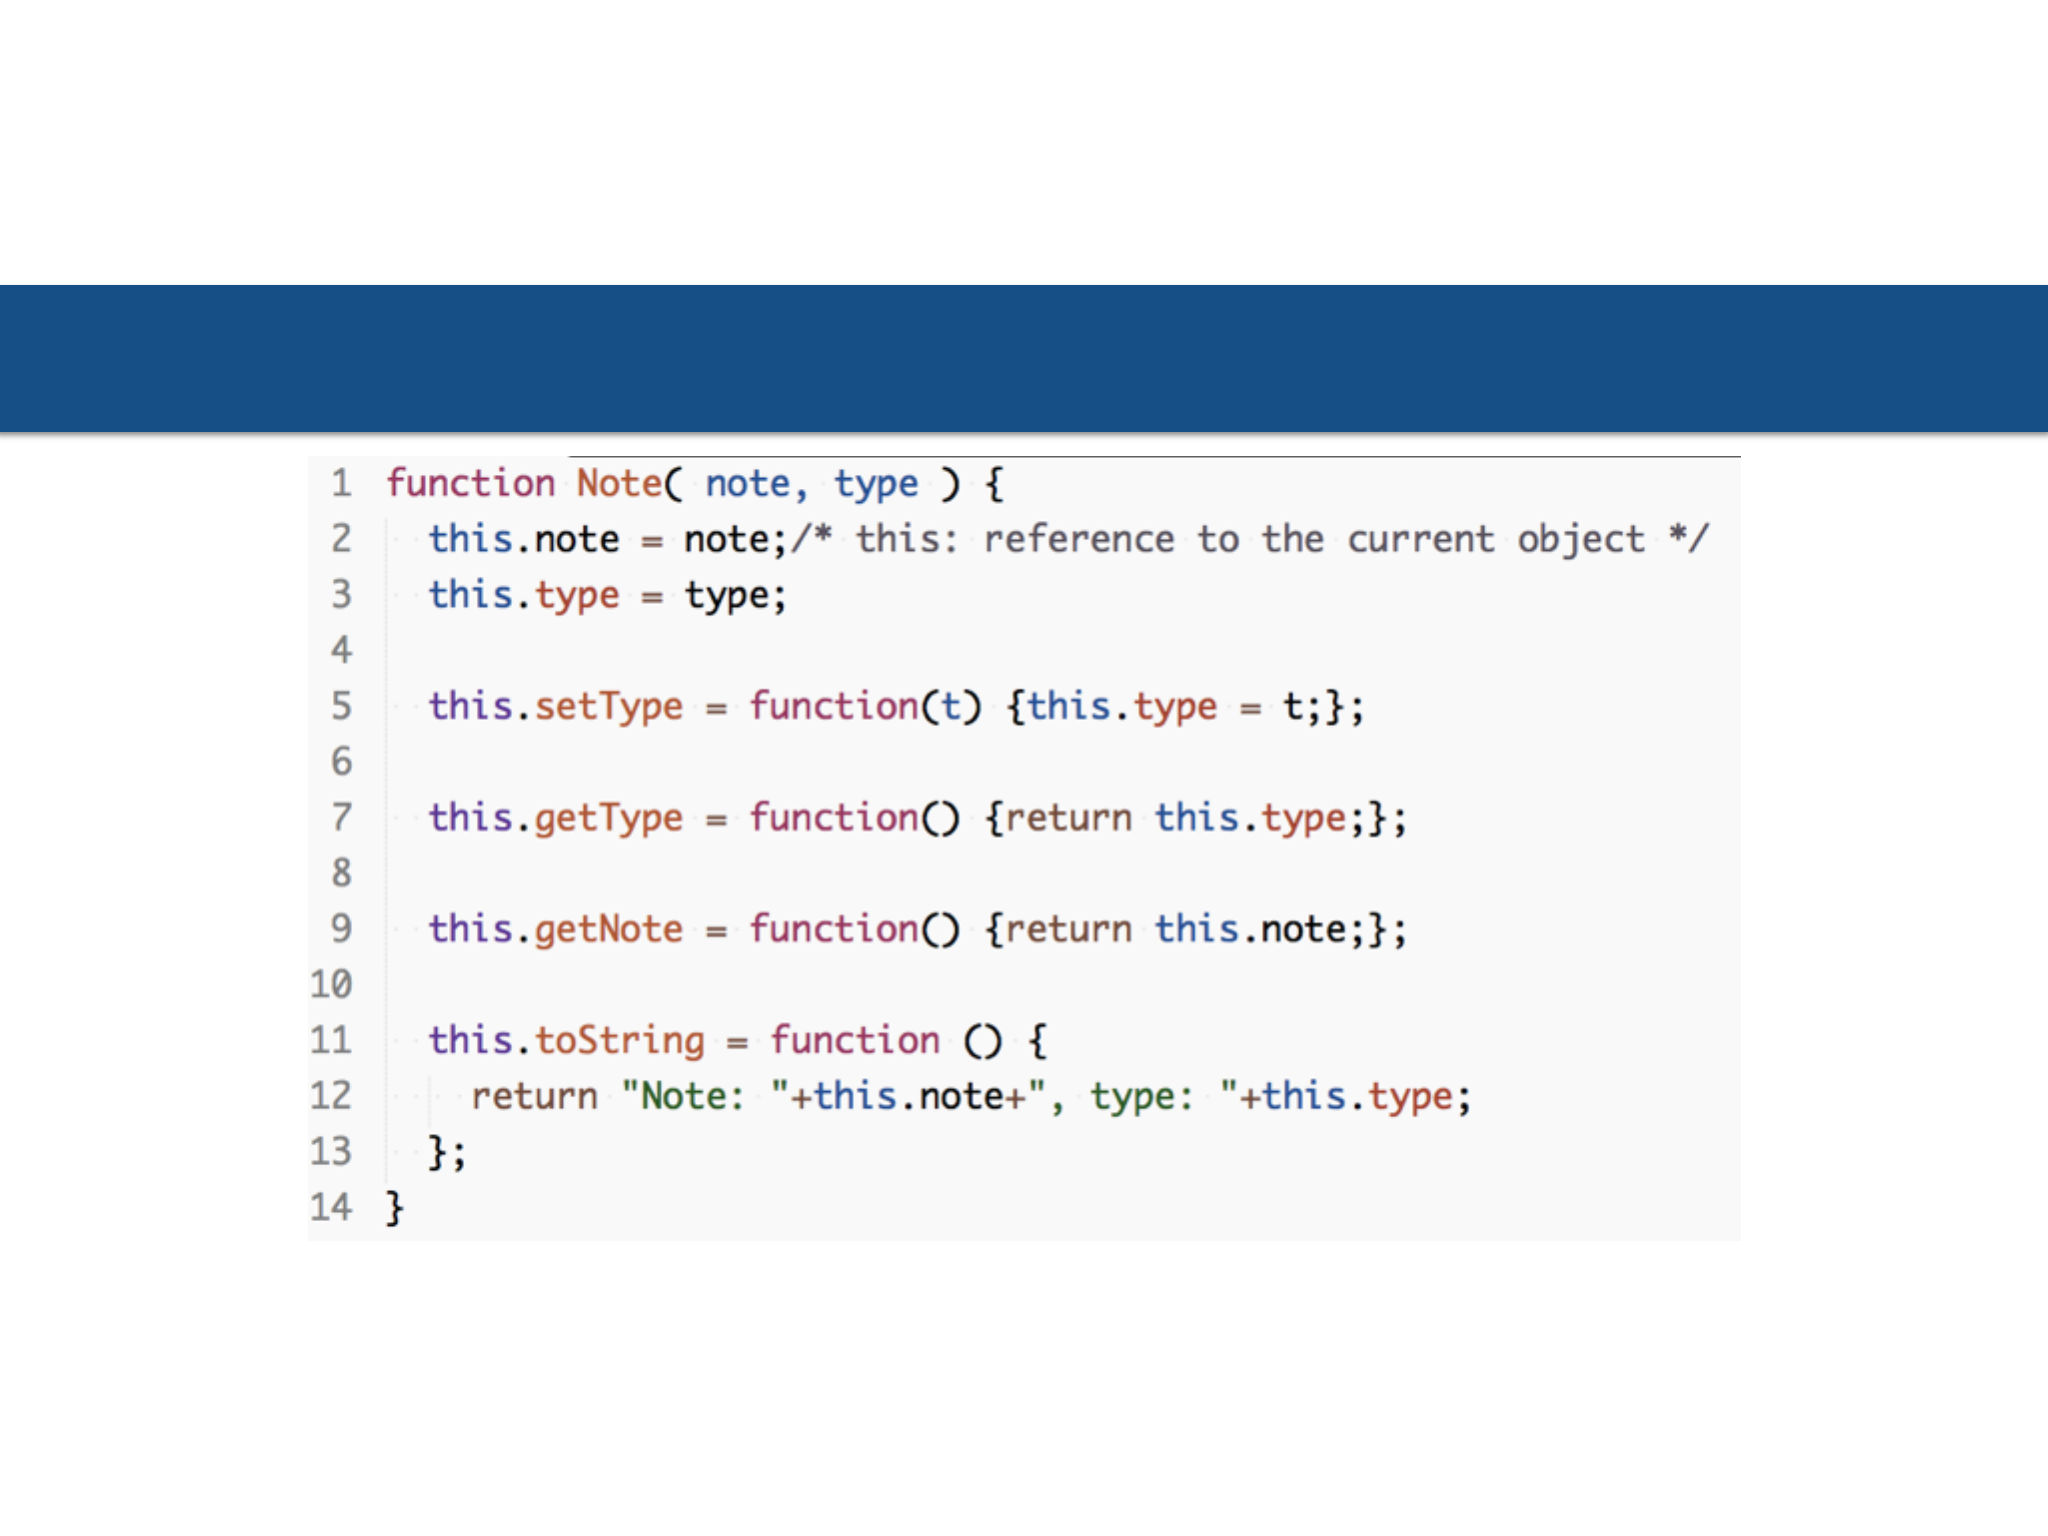 1 function Note( note, type ) {
2 this.note = note;/* this: reference to the current object */
3 this.type = type;
4
5 this.setType = function(t) {this.type = t;};
6
7 this.getType = function() {return this.type;};
8
9 this.getNote = function() {return this.note;};
10
11 this.toString = function () {
12 return "Note: "+this.note+", type: "+this.type;
13 };
14 }